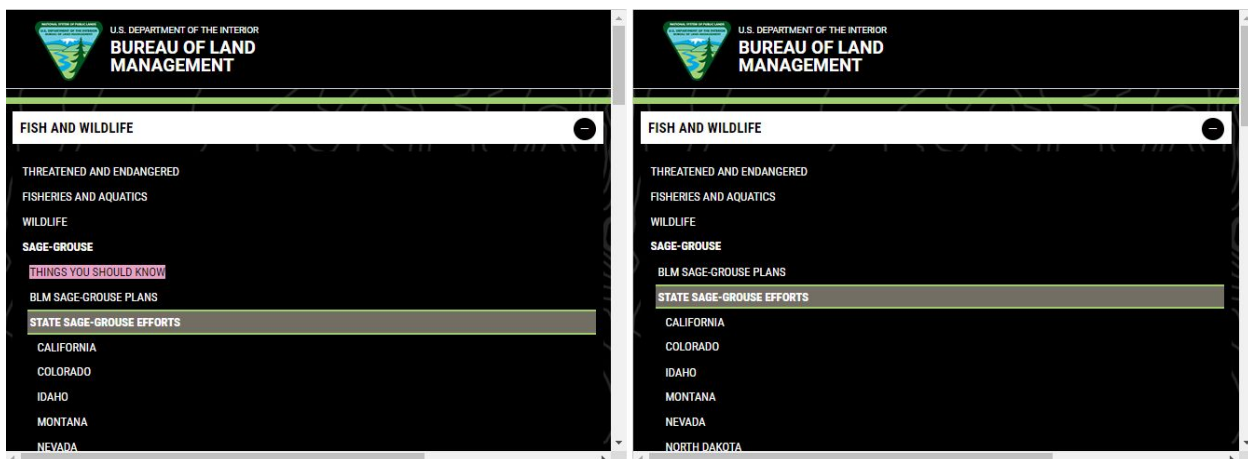 U.S. DEPARTMENT OF THE INTERIOR
BUREAU OF LAND
MANAGEMENT
FISH AND WILDLIFE
THREATENED AND ENDANGERED
FISHERIES AND AQUATICS
WILDLIFE
SAGE-GROUSE
THINGS YOU SHOULD KNOW
BLM SAGE-GROUSE PLANS
STATE SAGE-GROUSE EFFORTS
CALIFORNIA
COLORADO
IDAHO
MONTANA
NEVADA
U.S. DEPARTMENT OF THE INTERIOR
BUREAU OF LAND
MANAGEMENT
FISH AND WILDLIFE
THREATENED AND ENDANGERED
FISHERIES AND AQUATICS
WILDLIFE
SAGE-GROUSE
BLM SAGE-GROUSE PLANS
STATE SAGE-GROUSE EFFORTS
CALIFORNIA
COLORADO
IDAHO
MONTANA
NEVADA
NORTH DAKOTA